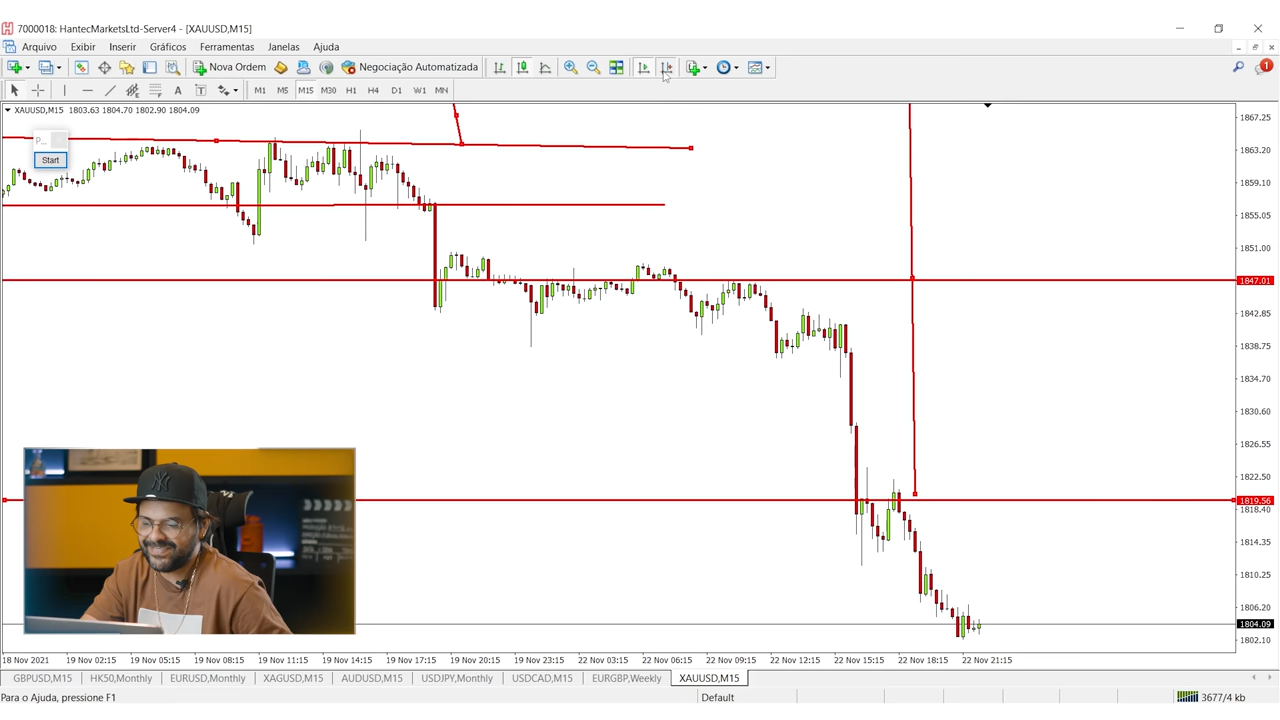 7000018: HantecMarketsLtd-Server4 - [XAUUSD,M15]
Arquivo Exibir Inserir Gráficos Ferramentas Janelas Ajuda
Nova Ordem Negociação Automatizada 1
A T M1 M5 M15 M30 H1 H4 D1 W1 MN
XAUUSD,M15 1803.63 1804.70 1802.90 1804.09
P...
Start
1867.25
1863.20
1859.10
1855.05
1851.00
1847.01
1842.85
1838.75
1834.70
1830.60
1826.55
1822.50
1819.56
1818.40
1814.35
1810.25
1806.20
1804.09
1802.10
18 Nov 2021 19 Nov 02:15 19 Nov 05:15 19 Nov 08:15 19 Nov 11:15 19 Nov 14:15 19 Nov 17:15 19 Nov 20:15 19 Nov 23:15 22 Nov 03:15 22 Nov 06:15 22 Nov 09:15 22 Nov 12:15 22 Nov 15:15 22 Nov 18:15 22 Nov 21:15
GBPUSD,M15 HK50,Monthly EURUSD,Monthly XAGUSD,M15 AUDUSD,M15 USDJPY,Monthly USDCAD,M15 EURGBP,Weekly XAUUSD,M15
Para o Ajuda, pressione F1 Default 3677/4 kb